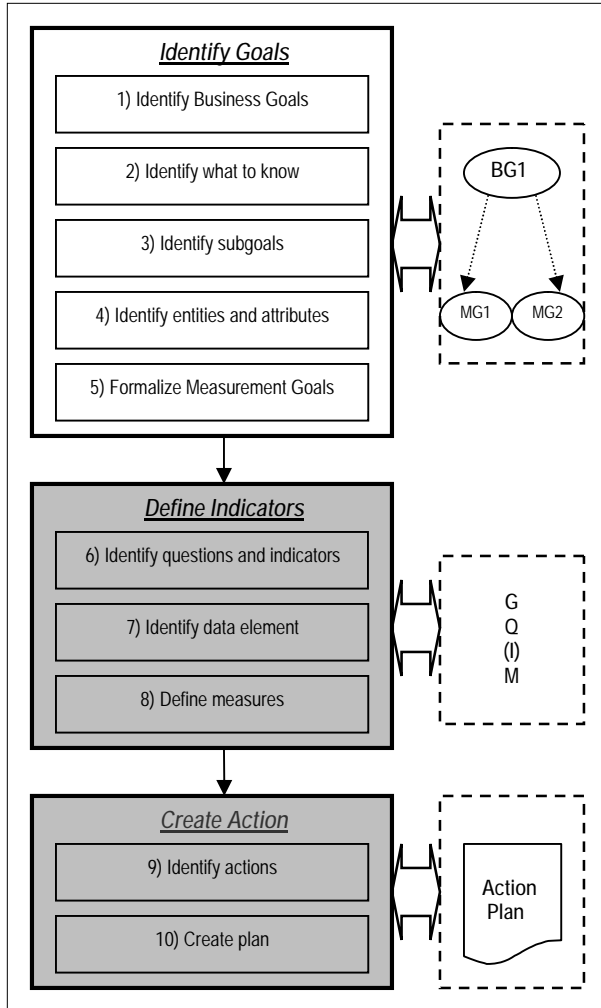 Identify Goals
1) Identify Business Goals
2) Identify what to know
3) Identify subgoals
4) Identify entities and attributes
5) Formalize Measurement Goals
BG1
MG1
MG2
Define Indicators
6) Identify questions and indicators
7) Identify data element
8) Define measures
G
Q
(I)
M
Create Action
9) Identify actions
10) Create plan
Action
Plan